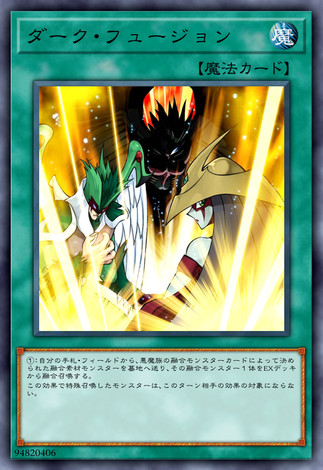 ダーク・フュージョン
魔
【魔法カード】
①:自分の手札・フィールドから、悪魔族の融合モンスターカードによって決め
られた融合素材モンスターを墓地へ送り、その融合モンスター1体をEXデッキ
から融合召喚する。
この効果で特殊召喚したモンスターは、このターン相手の効果の対象にならな
い。
94820406